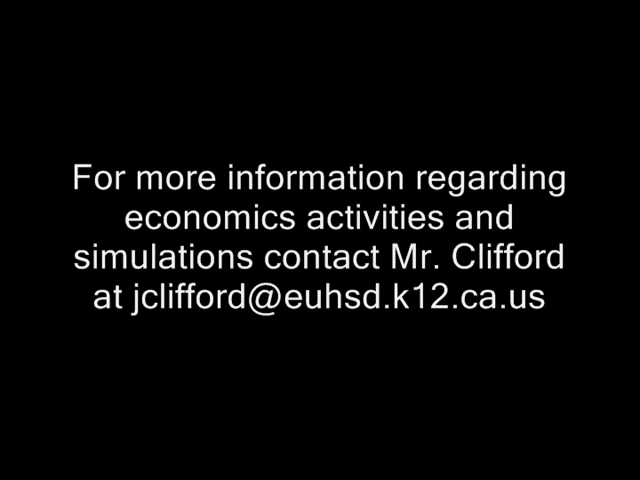 For more information regarding
economics activities and
simulations contact Mr. Clifford
at jclifford@euhsd.k12.ca.us